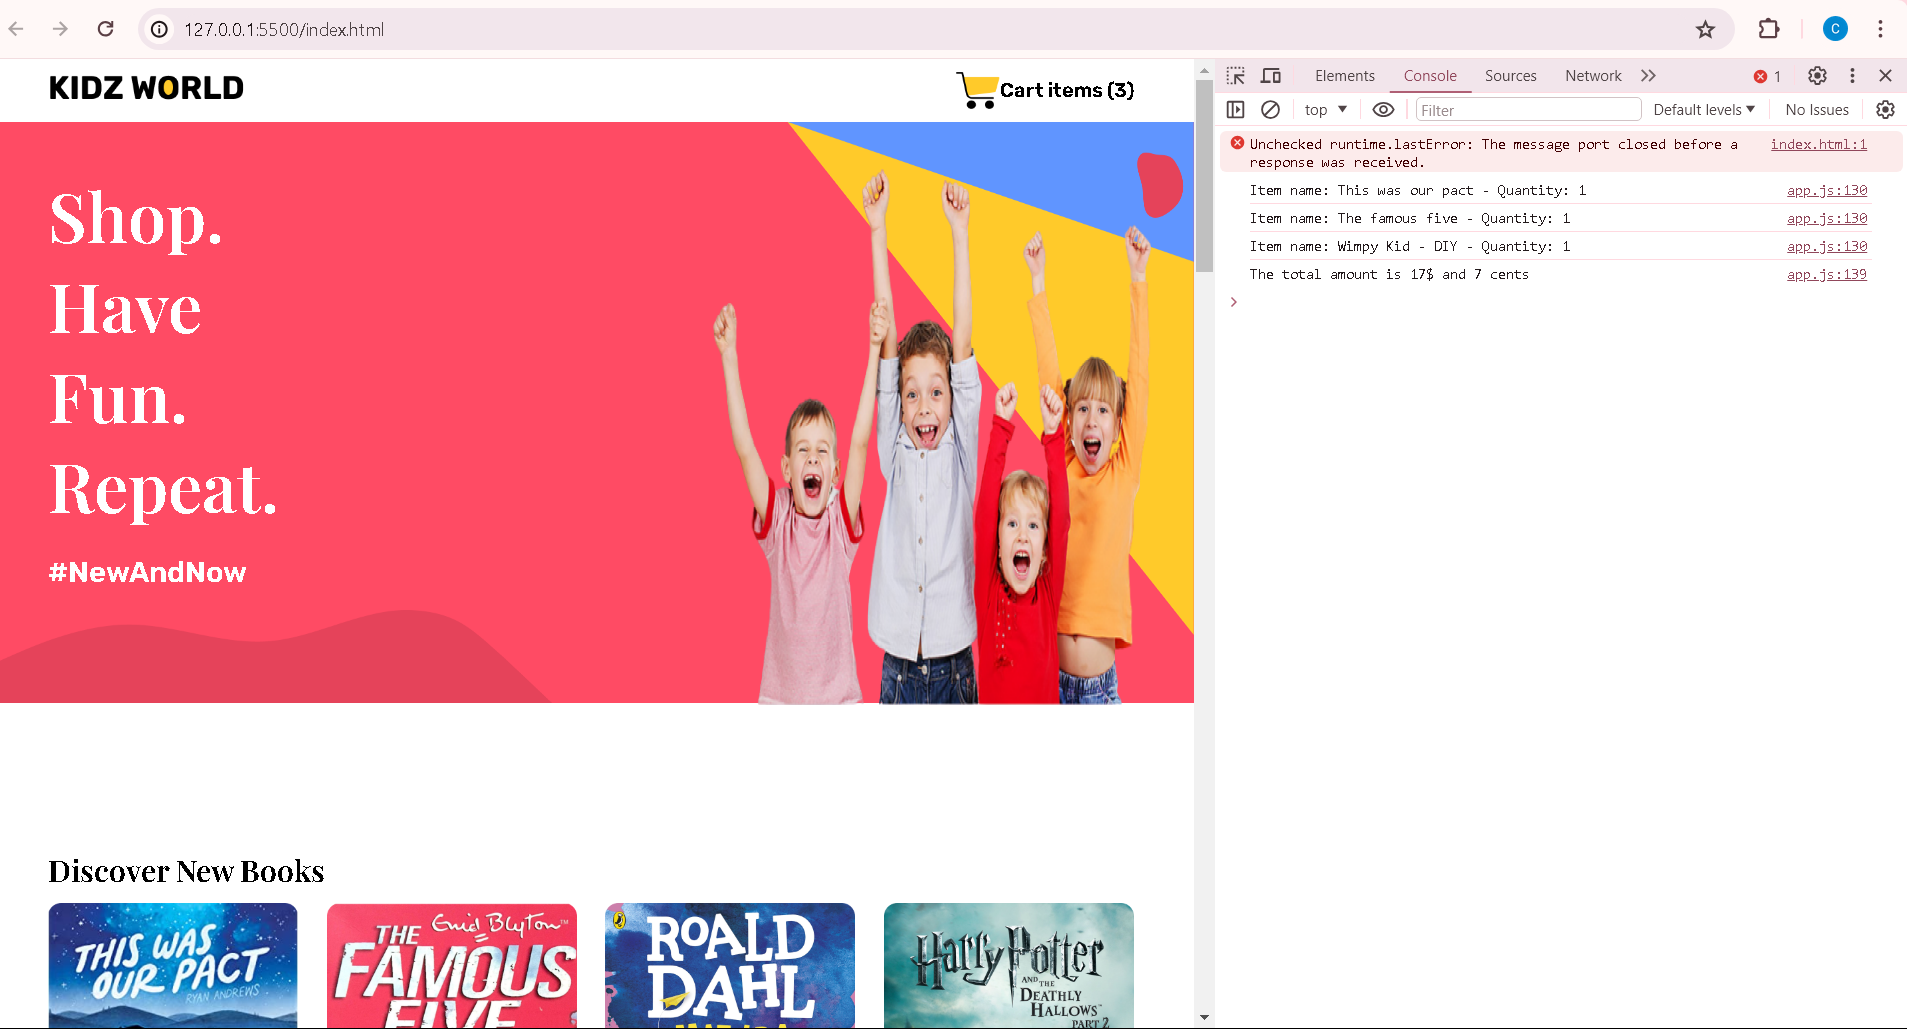 127.0.0.1:5500/index.html
KIDZ WORLD
Cart items (3)
Shop.
Have
Fun.
Repeat.
#NewAndNow
Discover New Books
THIS WAS
OUR PACT
RYAN ANDREWS
THE Enid Blyton™
FAMOUS
FIVE
ROALD
DAHL
Harry Potter
AND THE
DEATHLY
HALLOWS™
PART 2
Elements Console Sources Network 1
top Filter Default levels No Issues
Unchecked runtime.lastError: The message port closed before a index.html:1
response was received.
Item name: This was our pact - Quantity: 1 app.js:130
Item name: The famous five - Quantity: 1 app.js:130
Item name: Wimpy Kid - DIY - Quantity: 1 app.js:130
The total amount is 17$ and 7 cents app.js:139
C